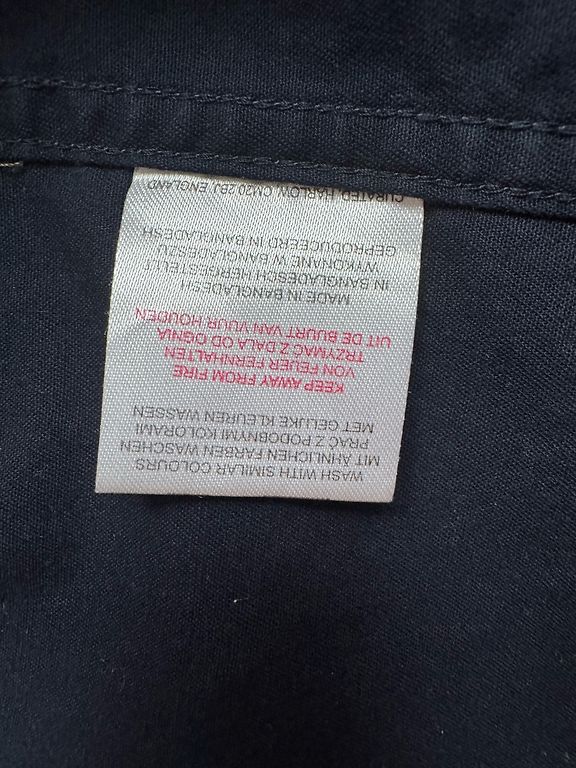 WASH WITH SIMILAR COLOURS
MIT ÄHNLICHEN FARBEN WASCHEN
PRAĆ Z PODOBNYMI KOLORAMI
MET GELIJKE KLEUREN WASSEN
KEEP AWAY FROM FIRE
VON FEUER FERNHALTEN
TRZYMAĆ Z DALA OD OGNIA
UIT DE BUURT VAN VUUR HOUDEN
MADE IN BANGLADESH
IN BANGLADESCH HERGESTELLT
WYKONANE W BANGLADESZU
GEPRODUCEERD IN BANGLADESH
CURATED, HARLOW, CM20 2BJ, ENGLAND